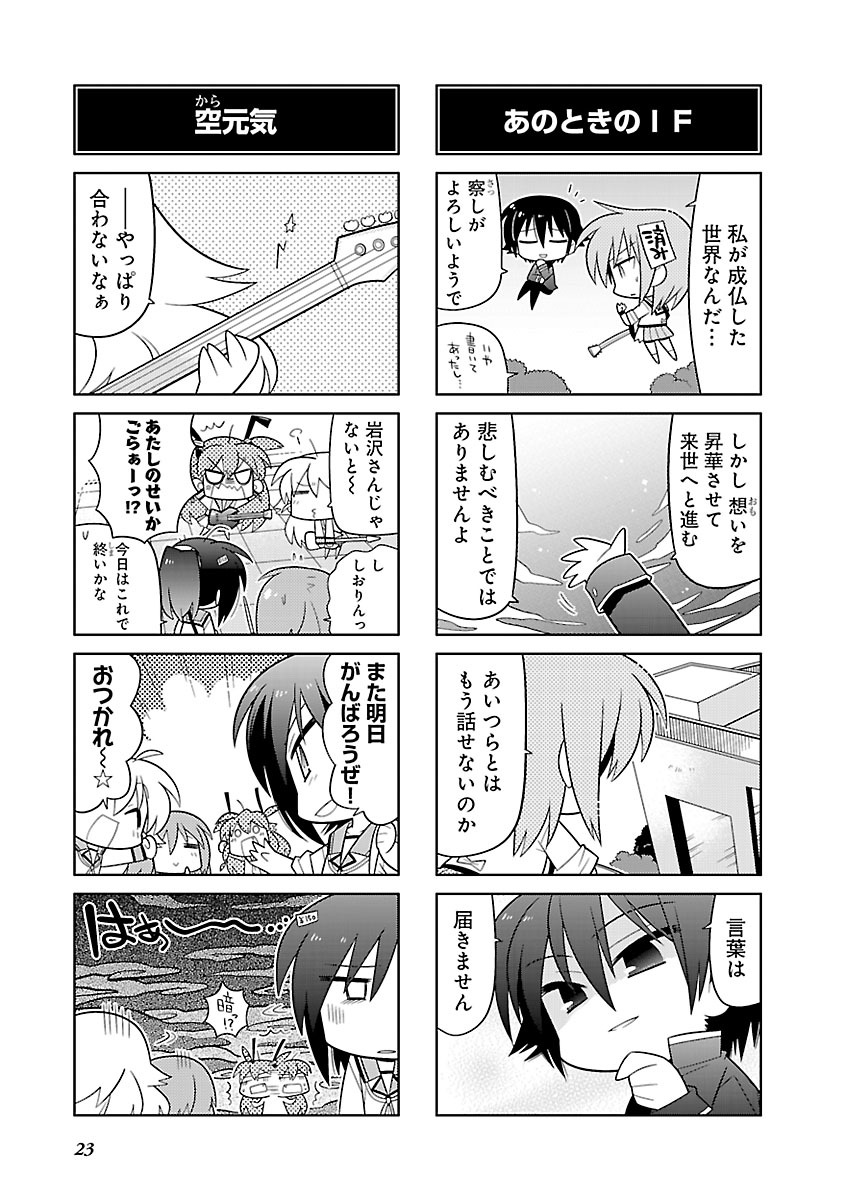 あのときのIF
私が成仏した
世界なんだ…
済み
察しが
よろしいようで
いや
書いて
あったし…
しかし 想いを
昇華させて
来世へと進む
悲しむべきことでは
ありませんよ
あいつらとは
もう話せないのか
言葉は
届きません
空元気
──やっぱり
合わないなぁ
岩沢さんじゃ
ないと〜
あたしのせいか
ごらぁーっ!?
し
しおりんっ
今日はこれで
終いかな
また明日
がんばろうぜ!
おつかれ〜☆
はぁっ〜〜…
¥150
暗っ!?
23